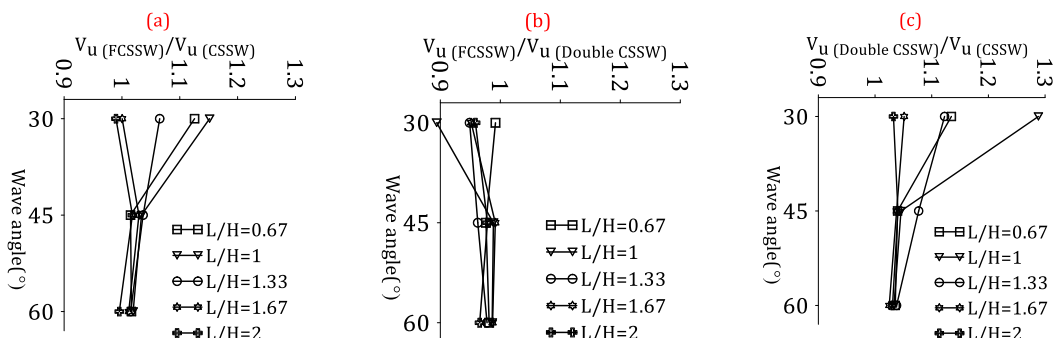 (a)
Vu (FCSSW)/Vu (CSSW)
0.9 1 1.1 1.2 1.3
30
45
60
Wave angle(°)
L/H=0.67
L/H=1
L/H=1.33
L/H=1.67
L/H=2
(b)
Vu (FCSSW)/Vu (Double CSSW)
0.9 1 1.1 1.2 1.3
30
45
60
Wave angle(°)
L/H=0.67
L/H=1
L/H=1.33
L/H=1.67
L/H=2
(c)
Vu (Double CSSW)/Vu (CSSW)
0.9 1 1.1 1.2 1.3
30
45
60
Wave angle(°)
L/H=0.67
L/H=1
L/H=1.33
L/H=1.67
L/H=2